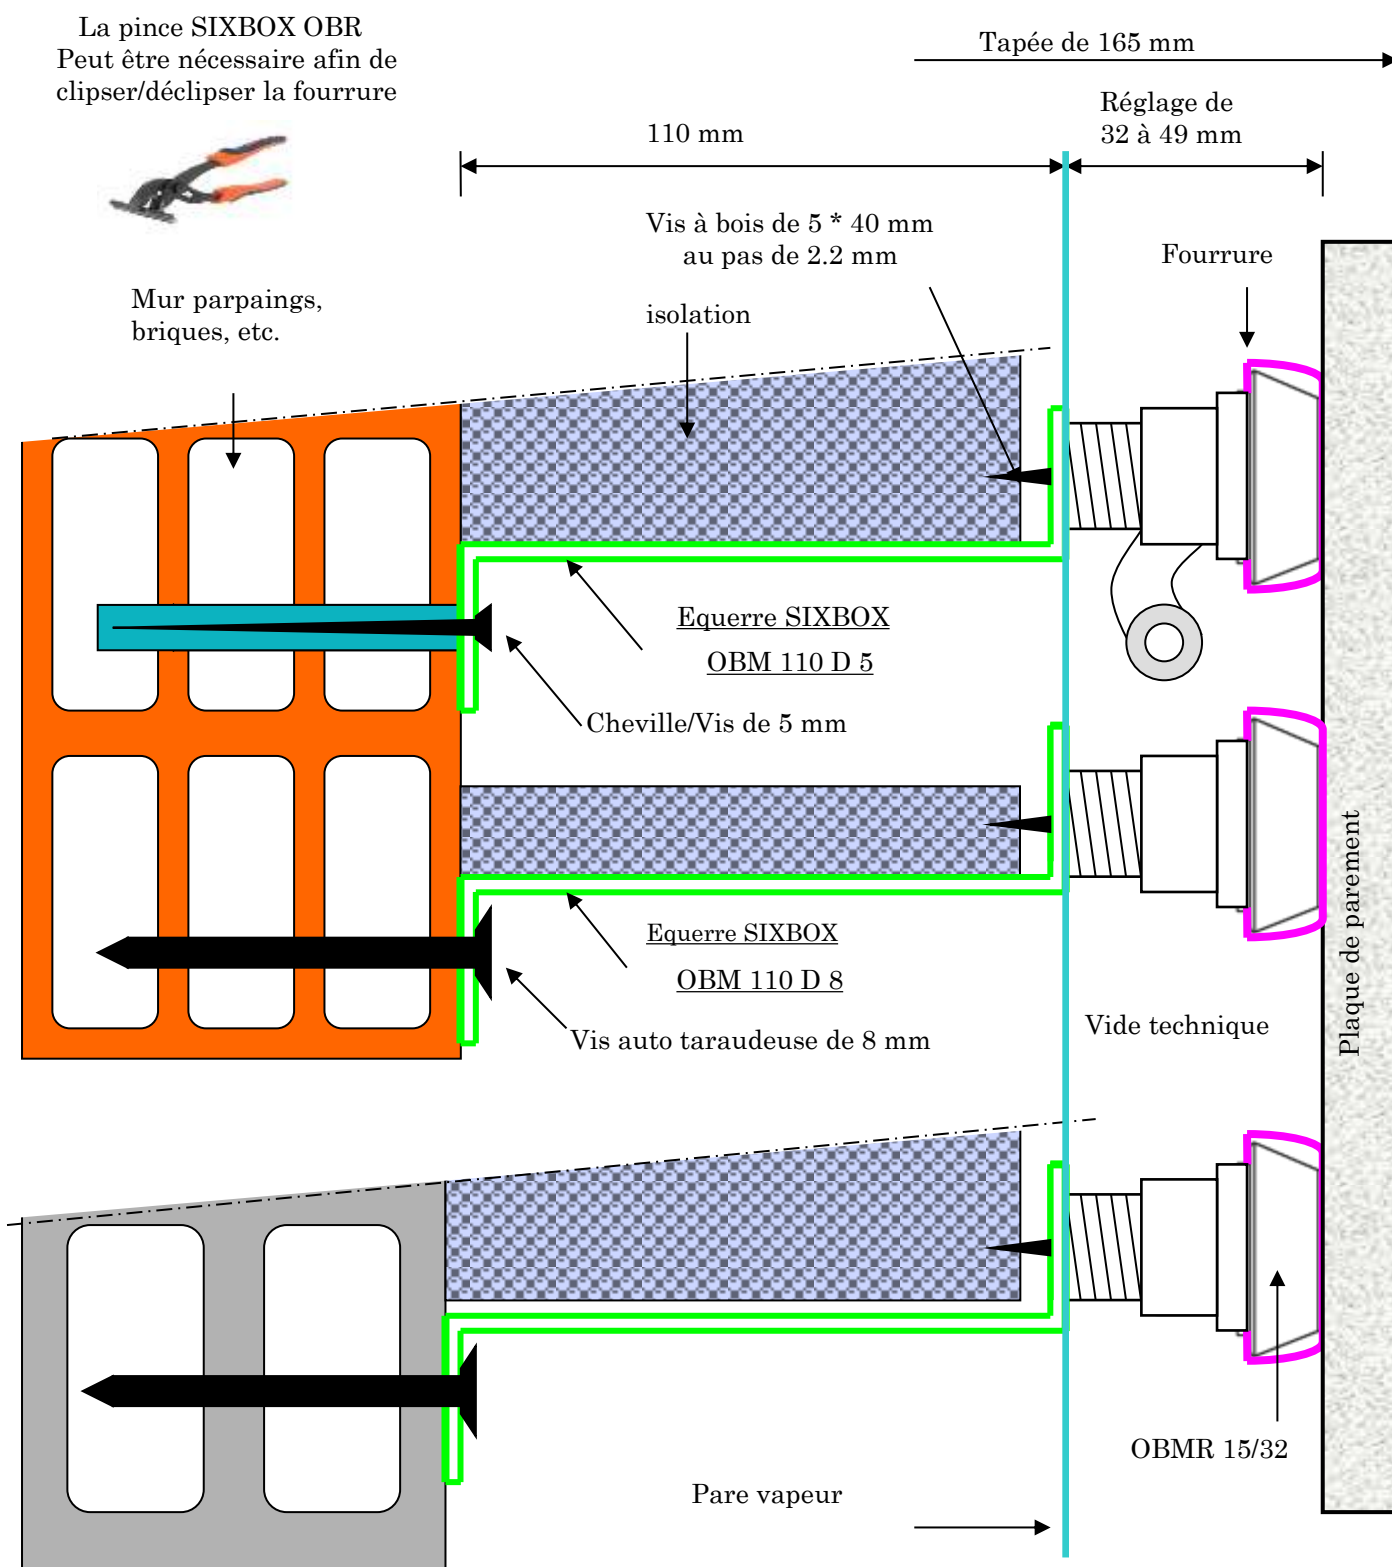 La pince SIXBOX OBR
Peut être nécessaire afin de
clipser/déclipser la fourrure
Tapée de 165 mm
Réglage de
32 à 49 mm
110 mm
Vis à bois de 5 * 40 mm
au pas de 2.2 mm
Fourrure
Mur parpaings,
briques, etc.
isolation
Equerre SIXBOX
OBM 110 D 5
Cheville/Vis de 5 mm
Equerre SIXBOX
OBM 110 D 8
Vis auto taraudeuse de 8 mm
Vide technique
Plaque de parement
OBMR 15/32
Pare vapeur